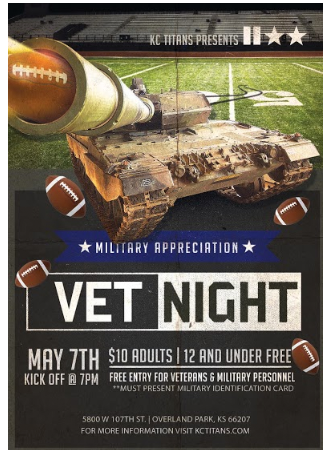 KC TITANS PRESENTS
MILITARY APPRECIATION
VET NIGHT
MAY 7TH
KICK OFF @ 7PM
$10 ADULTS | 12 AND UNDER FREE
FREE ENTRY FOR VETERANS & MILITARY PERSONNEL
**MUST PRESENT MILITARY IDENTIFICATION CARD
5800 W 107TH ST. | OVERLAND PARK, KS 66207
FOR MORE INFORMATION VISIT KCTITANS.COM